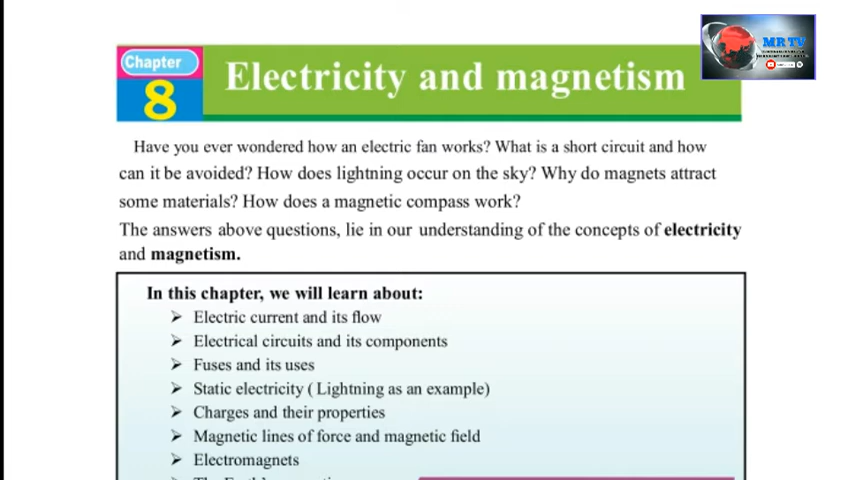 MR TV
Chapter
8
Electricity and magnetism
Have you ever wondered how an electric fan works? What is a short circuit and how
can it be avoided? How does lightning occur on the sky? Why do magnets attract
some materials? How does a magnetic compass work?
The answers above questions, lie in our understanding of the concepts of electricity
and magnetism.
In this chapter, we will learn about:
➢ Electric current and its flow
➢ Electrical circuits and its components
➢ Fuses and its uses
➢ Static electricity ( Lightning as an example)
➢ Charges and their properties
➢ Magnetic lines of force and magnetic field
➢ Electromagnets